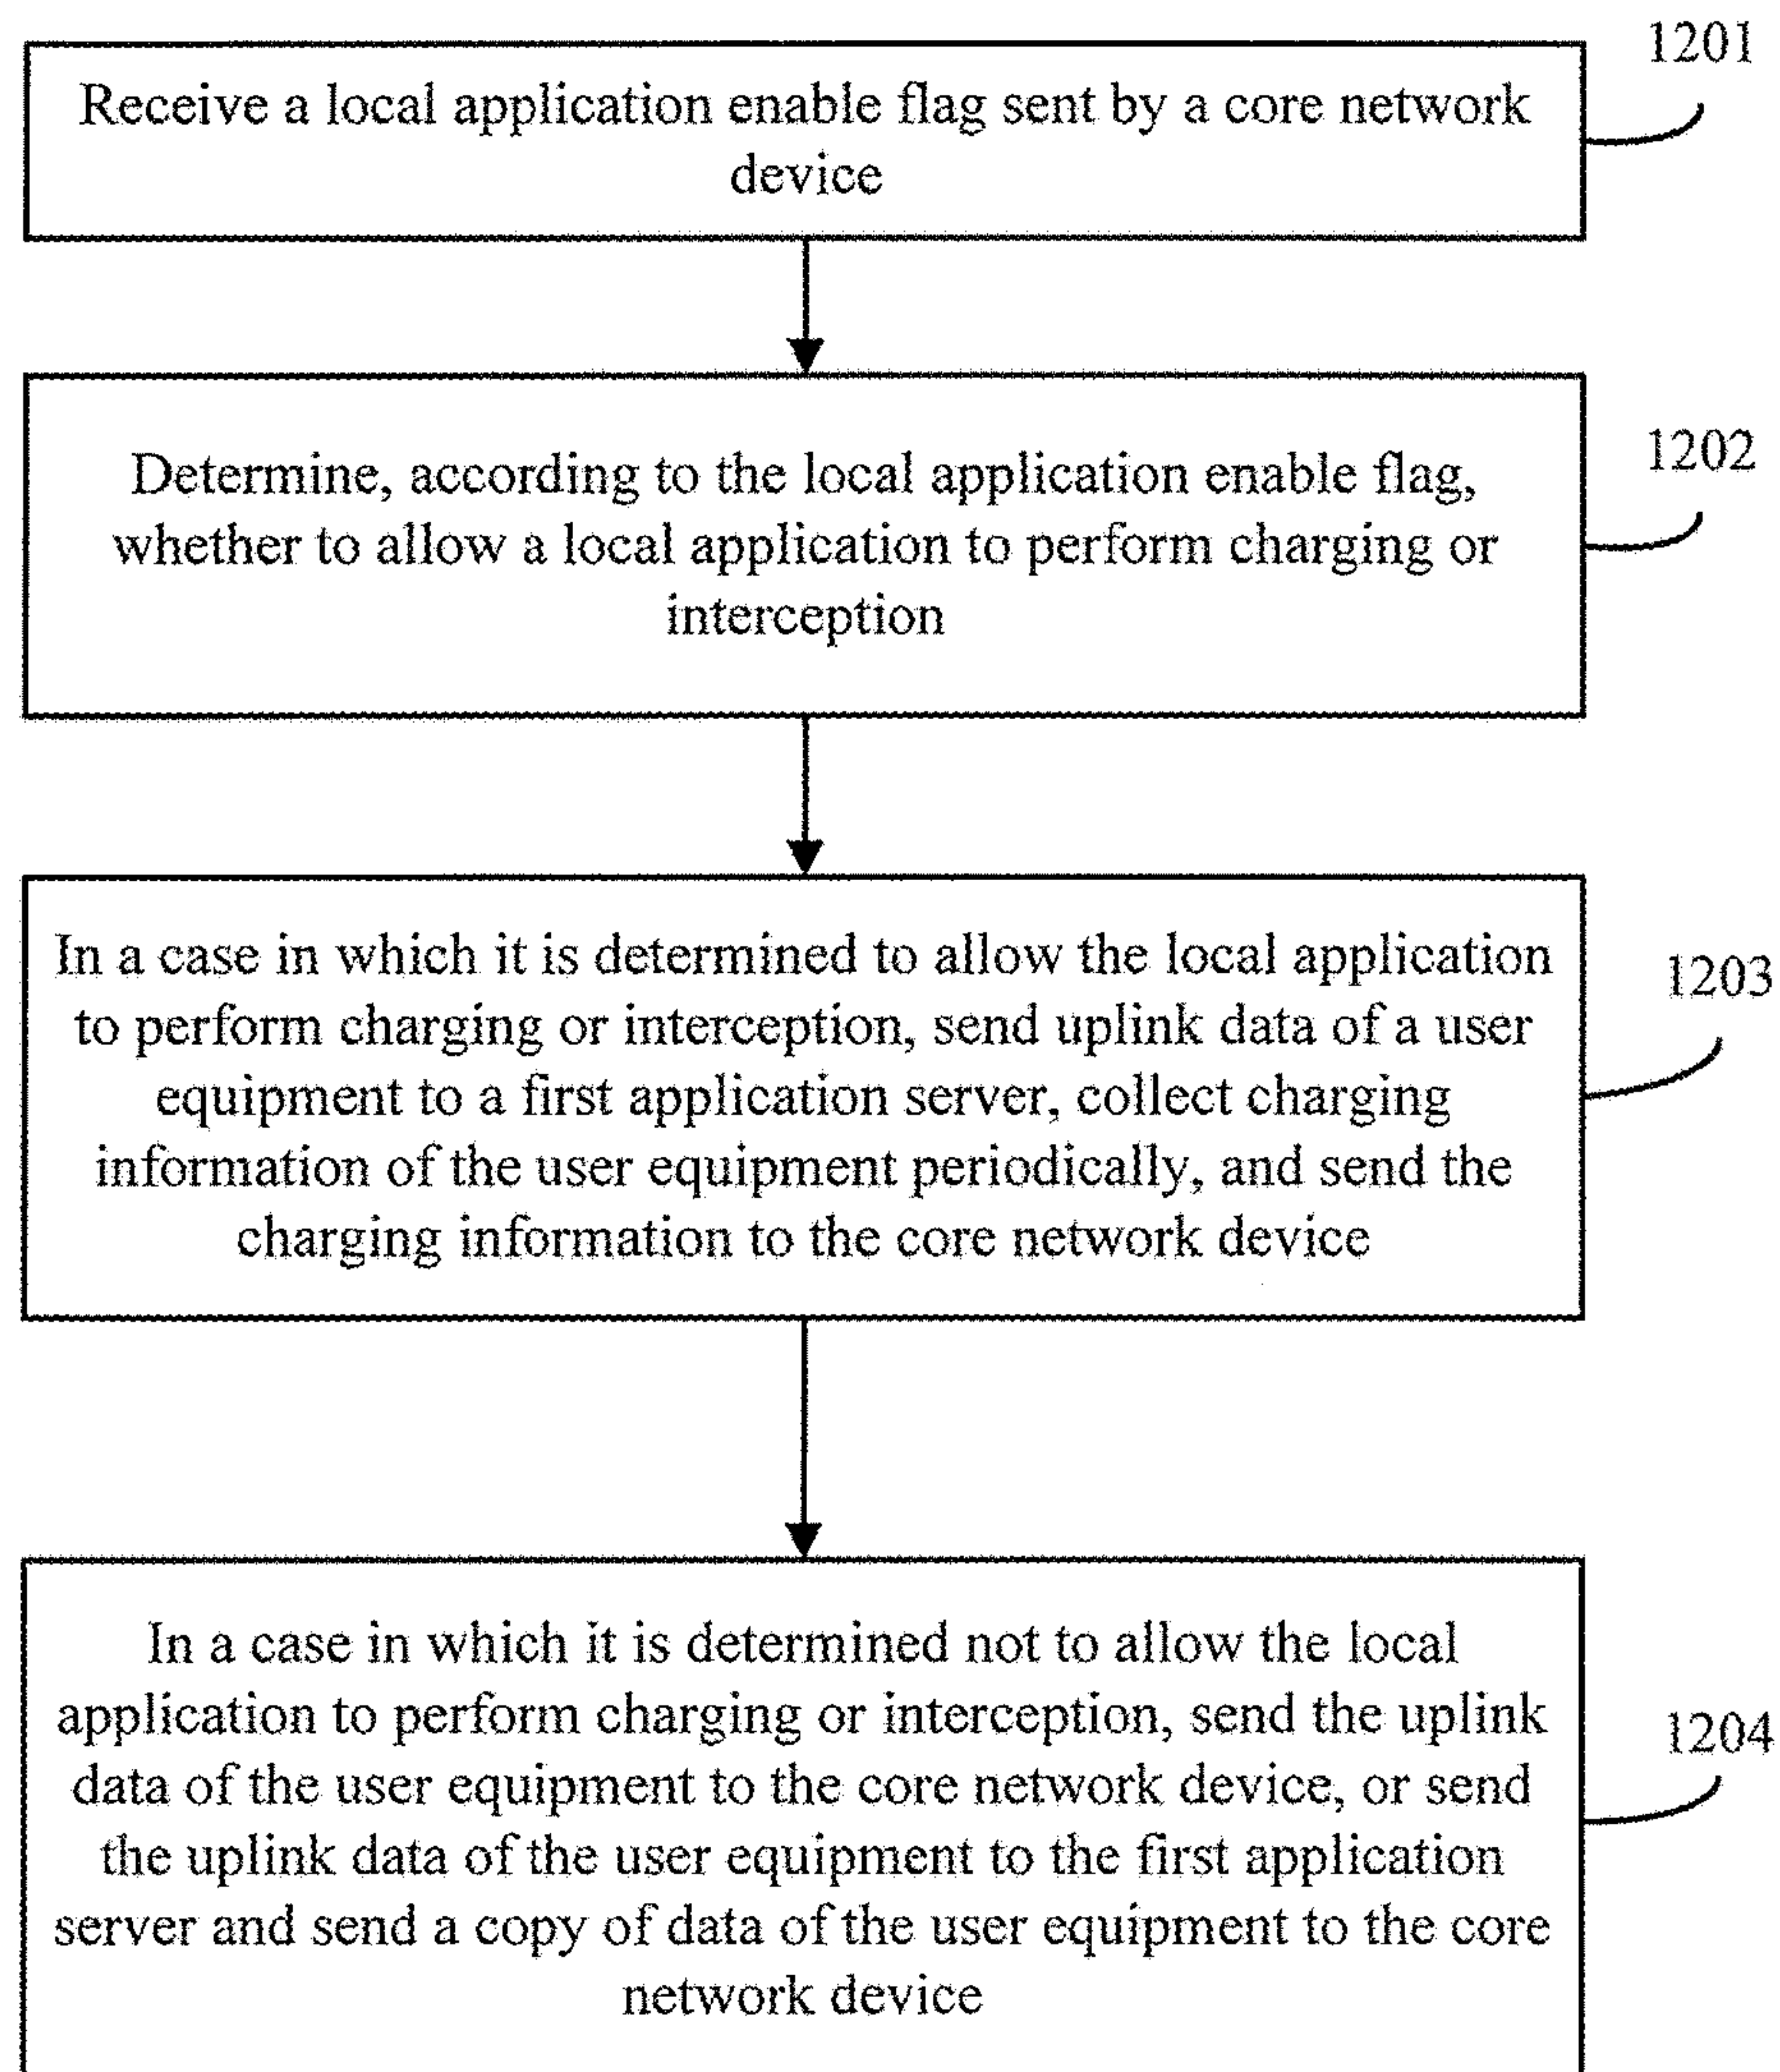 1201
Receive a local application enable flag sent by a core network
device
1202
Determine, according to the local application enable flag,
whether to allow a local application to perform charging or
interception
1203
In a case in which it is determined to allow the local application
to perform charging or interception, send uplink data of a user
equipment to a first application server, collect charging
information of the user equipment periodically, and send the
charging information to the core network device
1204
In a case in which it is determined not to allow the local
application to perform charging or interception, send the uplink
data of the user equipment to the core network device, or send
the uplink data of the user equipment to the first application
server and send a copy of data of the user equipment to the core
network device